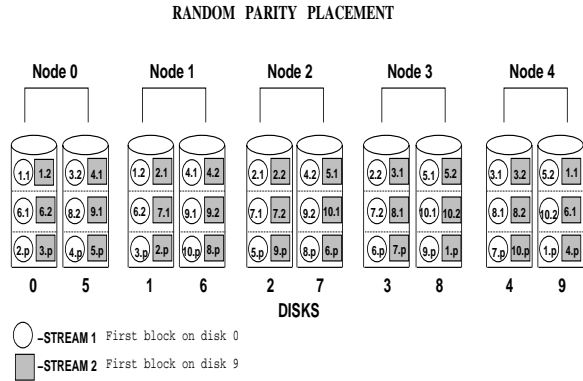 RANDOM PARITY PLACEMENT
Node 0 Node 1 Node 2 Node 3 Node 4
1.1 1.2 3.2 4.1 1.2 2.1 4.1 4.2 2.1 2.2 4.2 5.1 2.2 3.1 5.1 5.2 3.1 3.2 5.2 1.1
6.1 6.2 8.2 9.1 6.2 7.1 9.1 9.2 7.1 7.2 9.2 10.1 7.2 8.1 10.1 10.2 8.1 8.2 10.2 6.1
2.p 3.p 4.p 5.p 3.p 2.p 10.p 8.p 5.p 9.p 8.p 6.p 6.p 7.p 9.p 1.p 7.p 10.p 1.p 4.p
0 5 1 6 2 7 3 8 4 9
DISKS
–STREAM 1 First block on disk 0
–STREAM 2 First block on disk 9